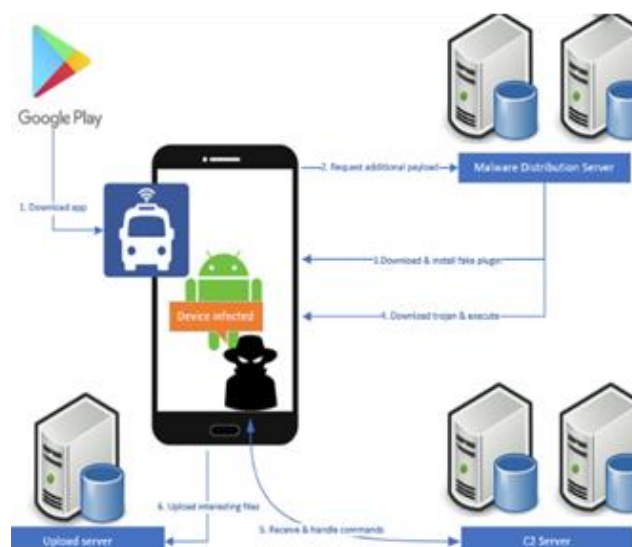 Google Play
1. Download app
2. Request additional payload
Malware Distribution Server
3.Download & install fake plugin
4. Download trojan & execute
Device infected
6. Upload interesting files
5. Receive & handle commands
Upload server
C2 Server